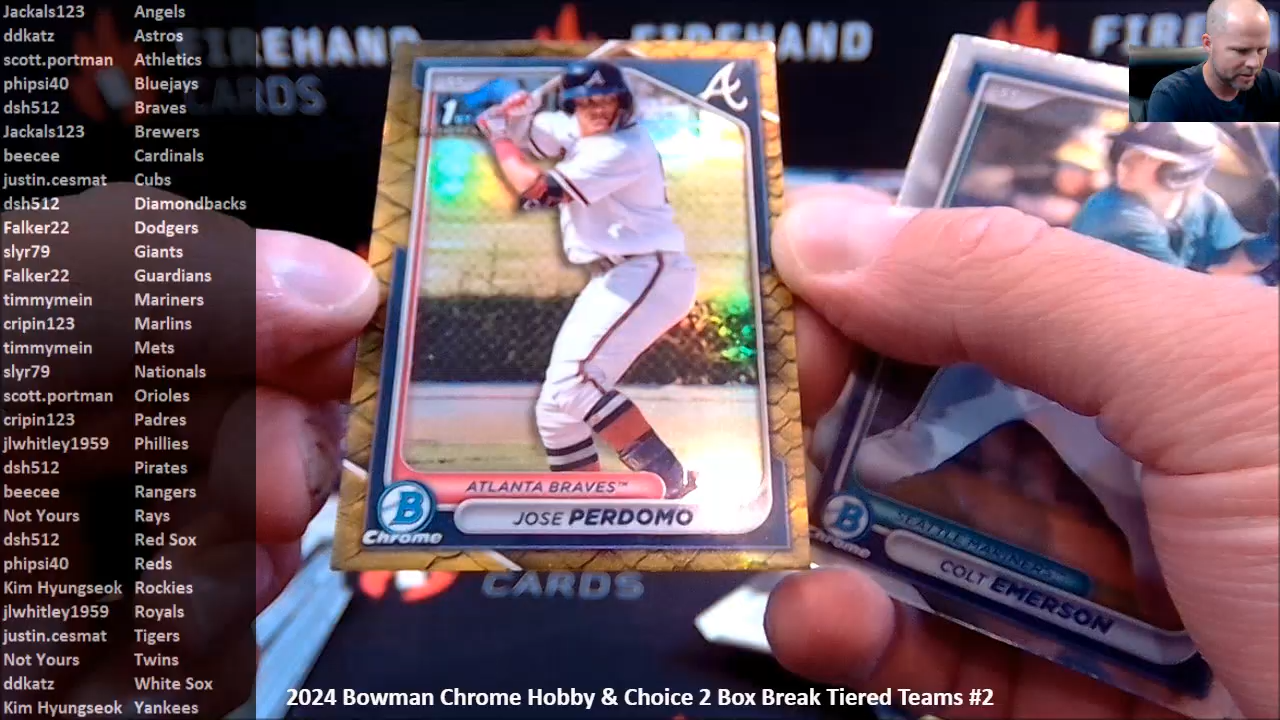 Jackals123 Angels
ddkatz Astros
scott.portman Athletics
phipsi40 Bluejays
dsh512 Braves
Jackals123 Brewers
beecee Cardinals
justin.cesmat Cubs
dsh512 Diamondbacks
Falker22 Dodgers
slyr79 Giants
Falker22 Guardians
timmymein Mariners
cripin123 Marlins
timmymein Mets
slyr79 Nationals
scott.portman Orioles
cripin123 Padres
jlwhitley1959 Phillies
dsh512 Pirates
beecee Rangers
Not Yours Rays
dsh512 Red Sox
phipsi40 Reds
Kim Hyungseok Rockies
jlwhitley1959 Royals
justin.cesmat Tigers
Not Yours Twins
ddkatz White Sox
Kim Hyungseok Yankees
FIREHAND
CARDS
FIREHAND
FIRE
1st
A
ATLANTA BRAVES™
JOSE PERDOMO
B
Chrome
SEATTLE MARINERS
COLT EMERSON
B
Chrome
CARDS
2024 Bowman Chrome Hobby & Choice 2 Box Break Tiered Teams #2